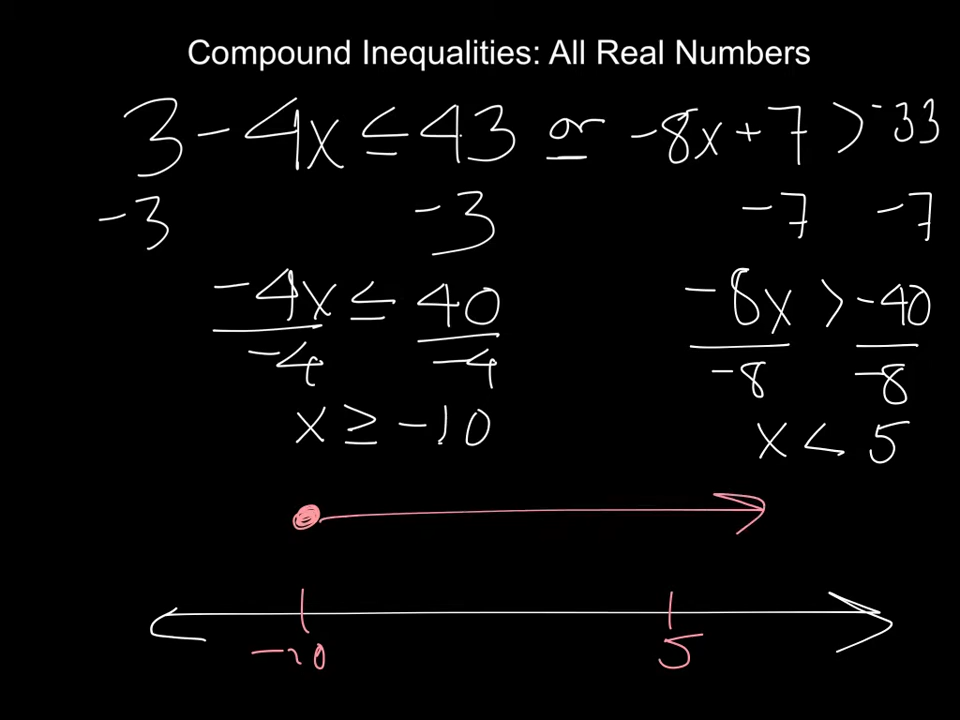 Compound Inequalities: All Real Numbers
3 - 4x ≤ 43 or -8x + 7 > -33
-3 -3 -7 -7
-4x ≤ 40 -8x > -40
-4 -4 -8 -8
x ≥ -10 x < 5
-10 5